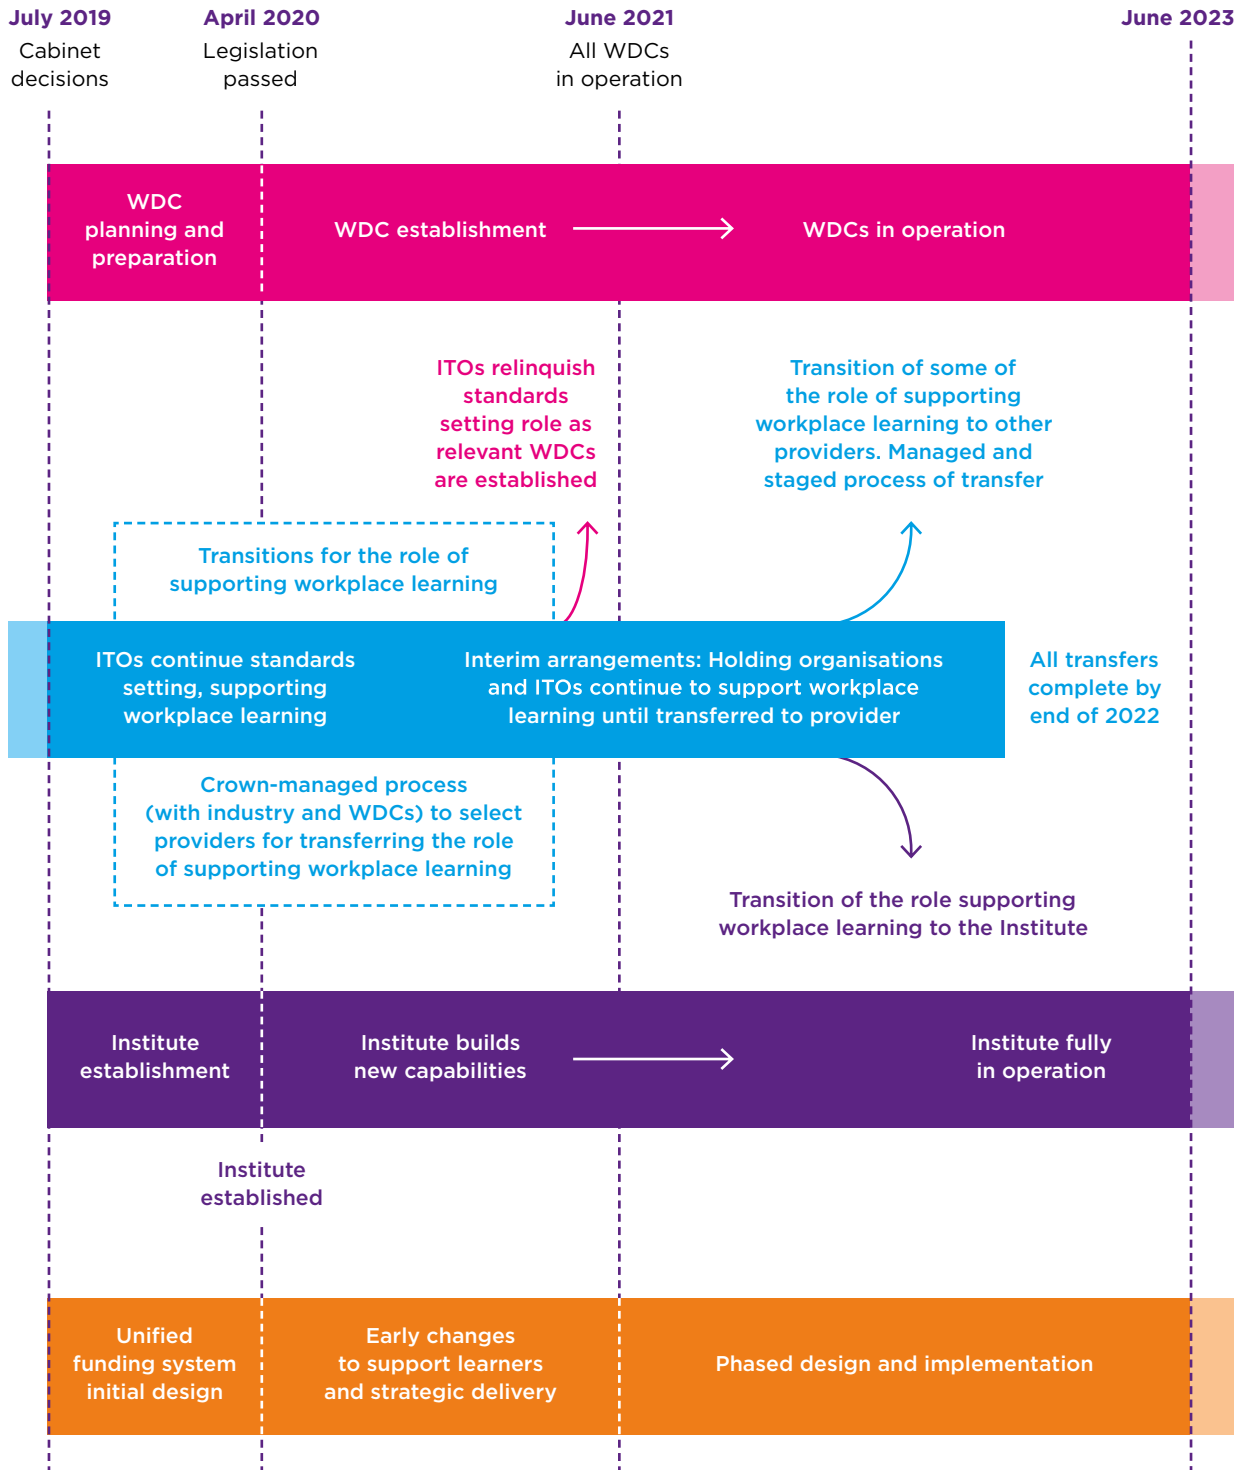 July 2019
Cabinet
decisions
April 2020
Legislation
passed
June 2021
All WDCs
in operation
June 2023
WDC
planning and
preparation
WDC establishment
WDCs in operation
ITOs relinquish
standards
setting role as
relevant WDCs
are established
Transition of some of
the role of supporting
workplace learning to other
providers. Managed and
staged process of transfer
Transitions for the role of
supporting workplace learning
ITOs continue standards
setting, supporting
workplace learning
Interim arrangements: Holding organisations
and ITOs continue to support workplace
learning until transferred to provider
All transfers
complete by
end of 2022
Crown-managed process
(with industry and WDCs) to select
providers for transferring the role
of supporting workplace learning
Transition of the role supporting
workplace learning to the Institute
Institute
establishment
Institute builds
new capabilities
Institute fully
in operation
Institute
established
Unified
funding system
initial design
Early changes
to support learners
and strategic delivery
Phased design and implementation